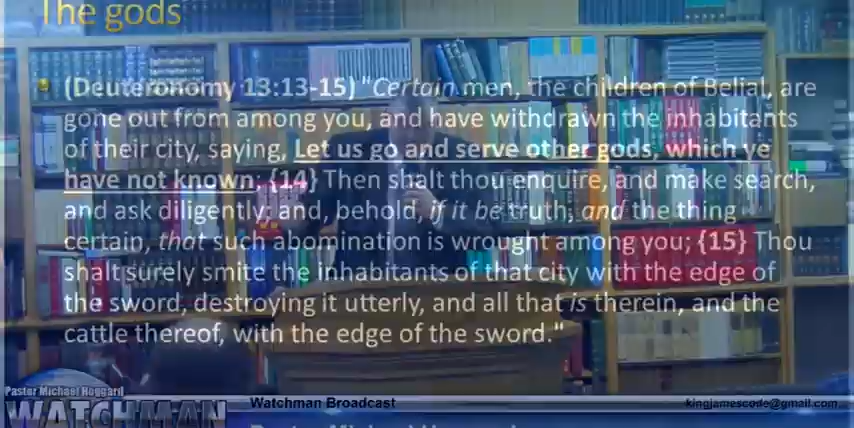 The gods
(Deuteronomy 13:13-15) "Certain men, the children of Belial, are
gone out from among you, and have withdrawn the inhabitants
of their city, saying, Let us go and serve other gods, which ye
have not known; {14} Then shalt thou enquire, and make search,
and ask diligently; and, behold, if it be truth, and the thing
certain, that such abomination is wrought among you; {15} Thou
shalt surely smite the inhabitants of that city with the edge of
the sword, destroying it utterly, and all that is therein, and the
cattle thereof, with the edge of the sword."
Pastor Michael Hoggard
WATCHMAN
Watchman Broadcast
kingjamescode@gmail.com